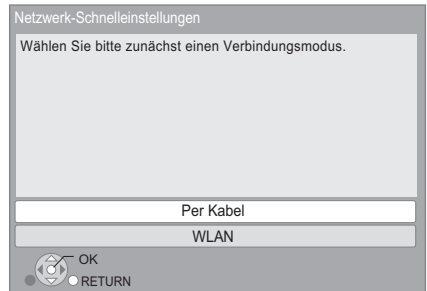 Netzwerk-Schnelleinstellungen
Wählen Sie bitte zunächst einen Verbindungsmodus.
Per Kabel
WLAN
OK
RETURN